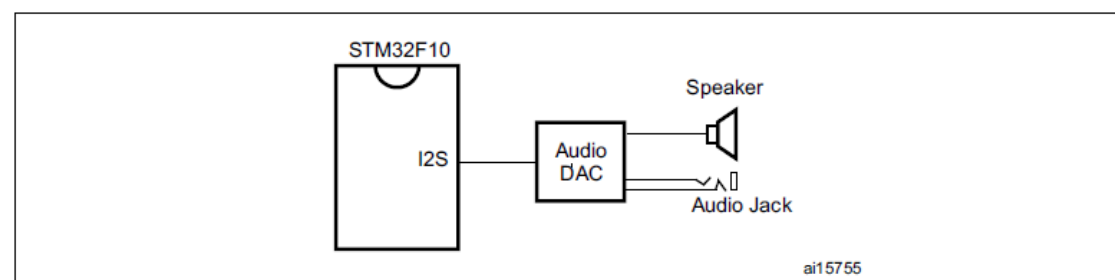 STM32F10
Speaker
I2S
Audio
DAC
Audio Jack
ai15755